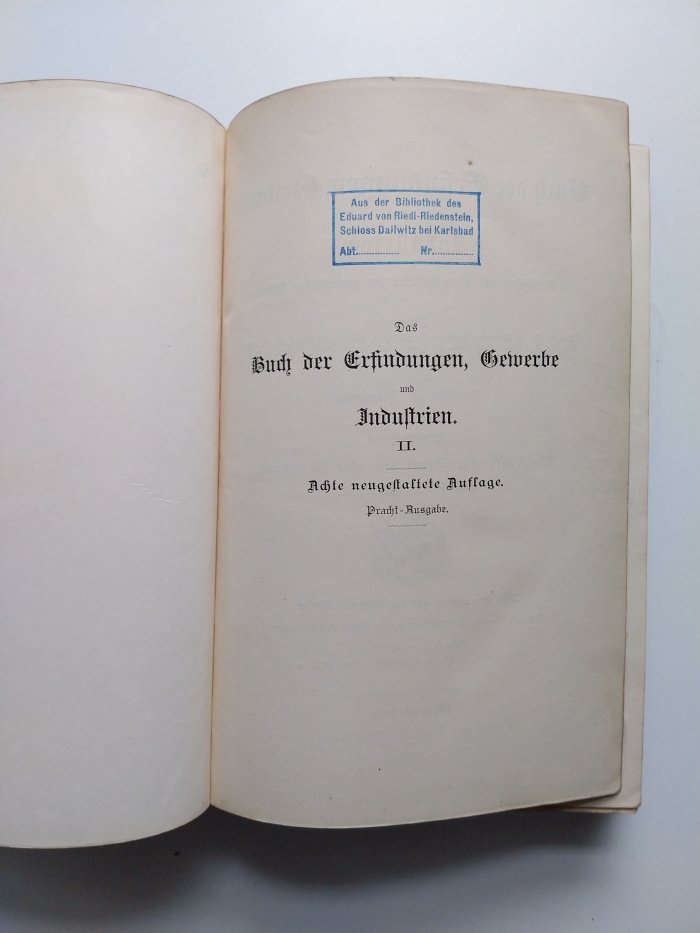 Aus der Bibliothek des
Eduard von Riedl-Riedenstein,
Schloss Dallwitz bei Karlsbad
Abt............... Nr...............
Das
Buch der Erfindungen, Gewerbe
und
Industrien.
II.
Achte neugestaltete Auflage.
Pracht-Ausgabe.